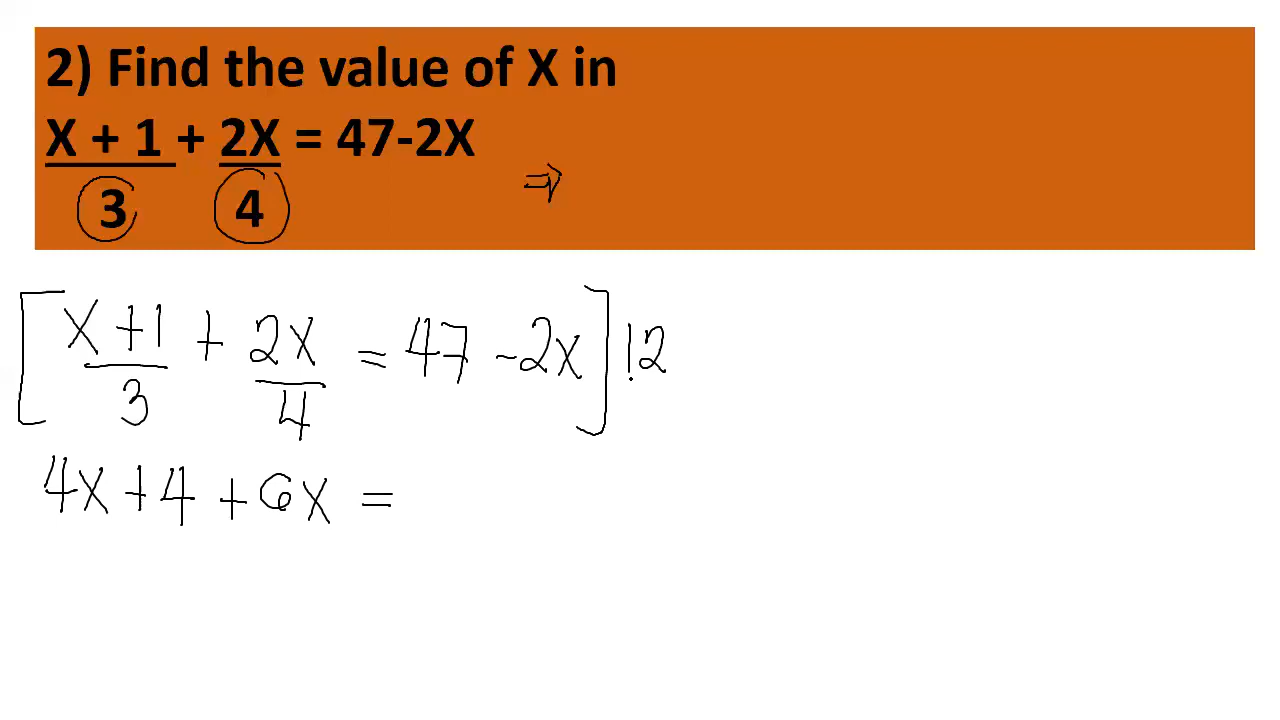 2) Find the value of X in
X + 1 + 2X = 47-2X
3 4 ⇒
[x+1 + 2x = 47 -2x] 12
3 4
4x +4 +6x =